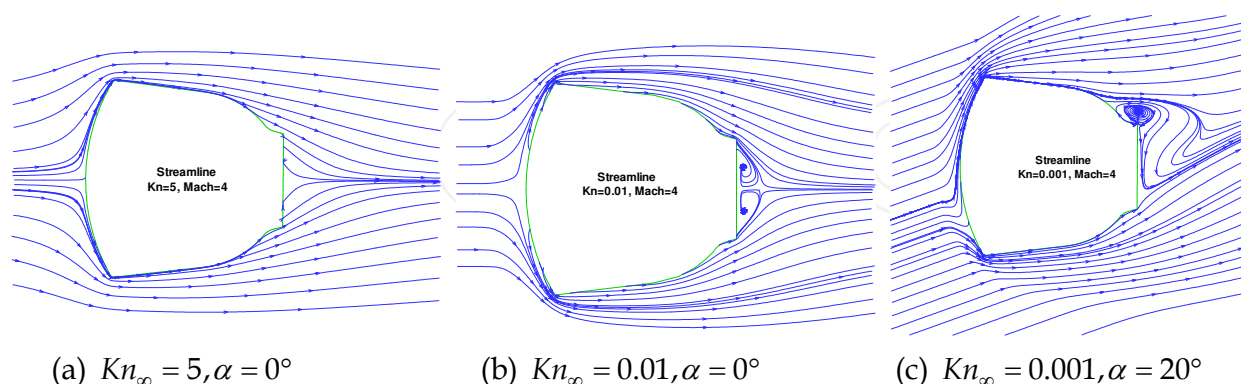 Streamline
Kn=5, Mach=4
Streamline
Kn=0.01, Mach=4
Streamline
Kn=0.001, Mach=4
(a) Kn∞ = 5, α = 0°
(b) Kn∞ = 0.01, α = 0°
(c) Kn∞ = 0.001, α = 20°